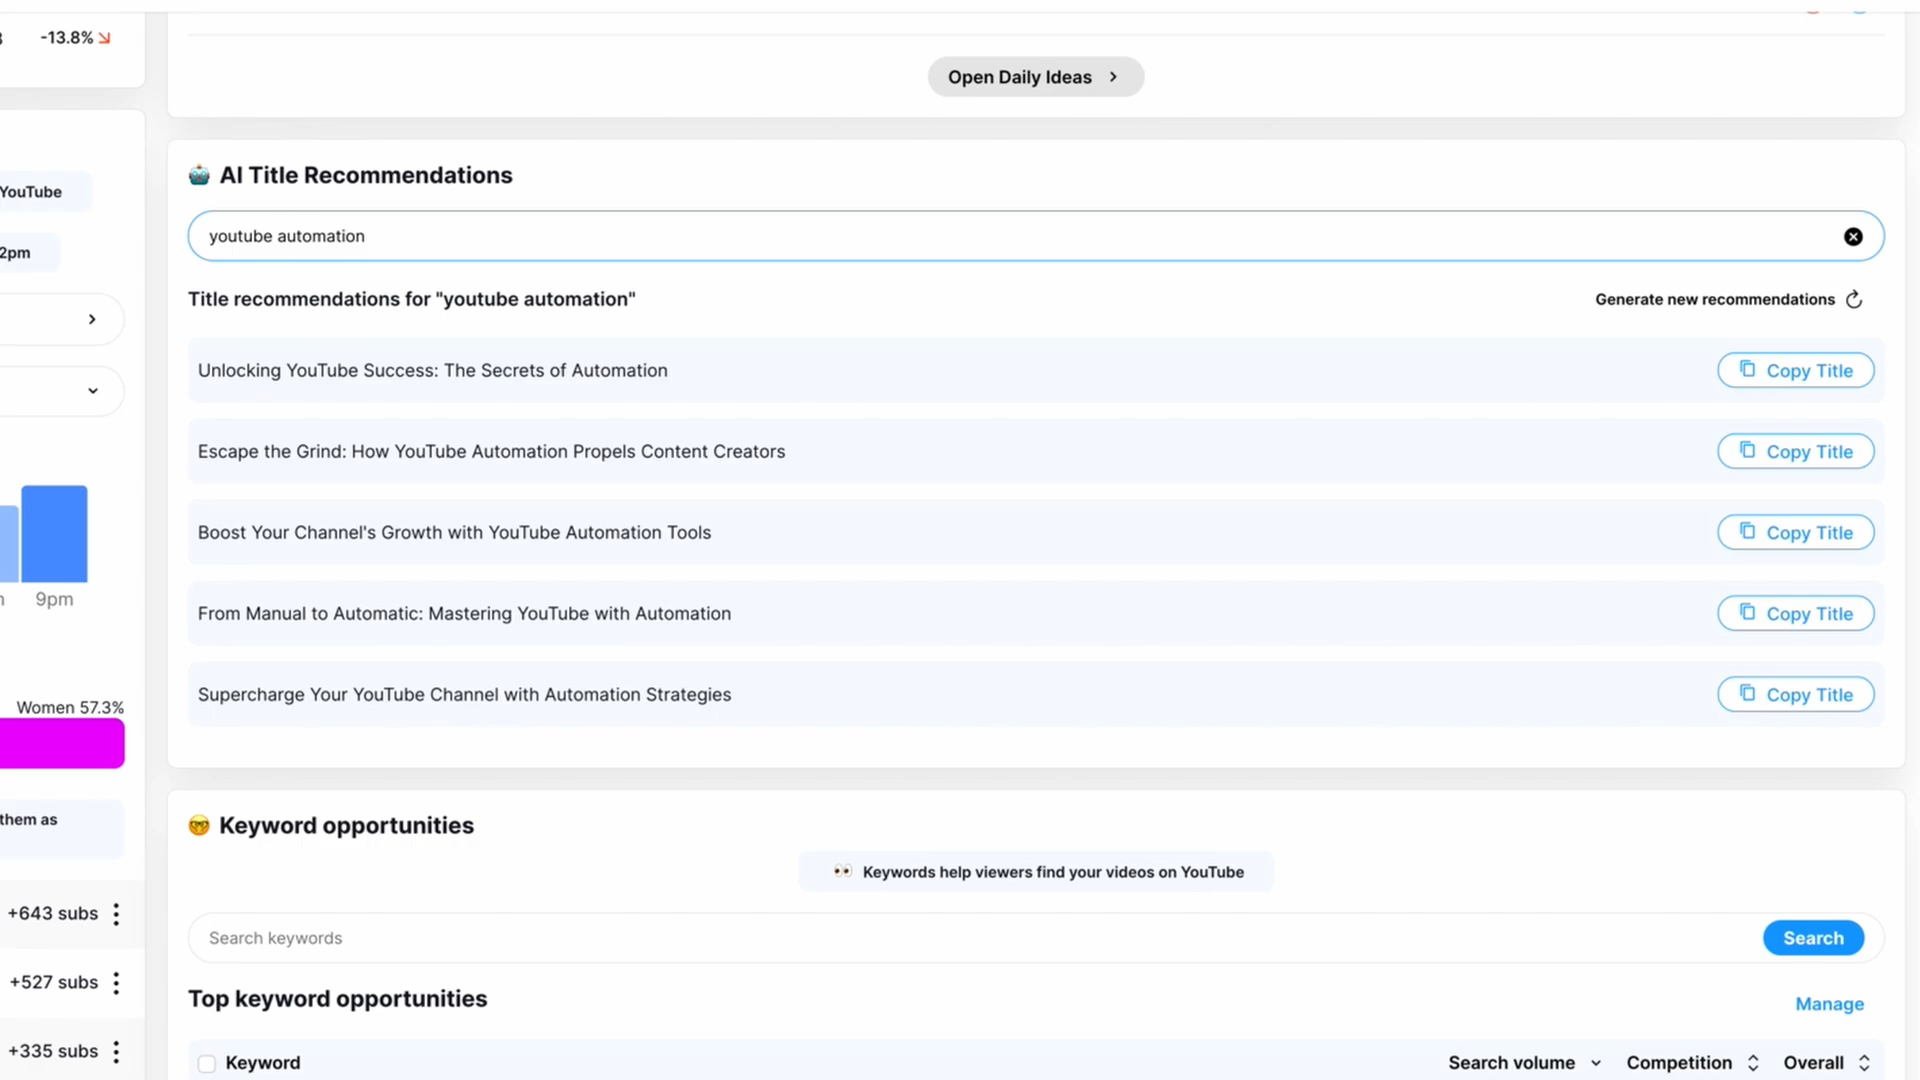 -13.8%
Open Daily Ideas
YouTube
2pm
9pm
Women 57.3%
them as
+643 subs
+527 subs
+335 subs
AI Title Recommendations
youtube automation
Title recommendations for "youtube automation"
Generate new recommendations
Unlocking YouTube Success: The Secrets of Automation
Copy Title
Escape the Grind: How YouTube Automation Propels Content Creators
Copy Title
Boost Your Channel's Growth with YouTube Automation Tools
Copy Title
From Manual to Automatic: Mastering YouTube with Automation
Copy Title
Supercharge Your YouTube Channel with Automation Strategies
Copy Title
Keyword opportunities
Keywords help viewers find your videos on YouTube
Search keywords
Search
Top keyword opportunities
Manage
Keyword
Search volume
Competition
Overall